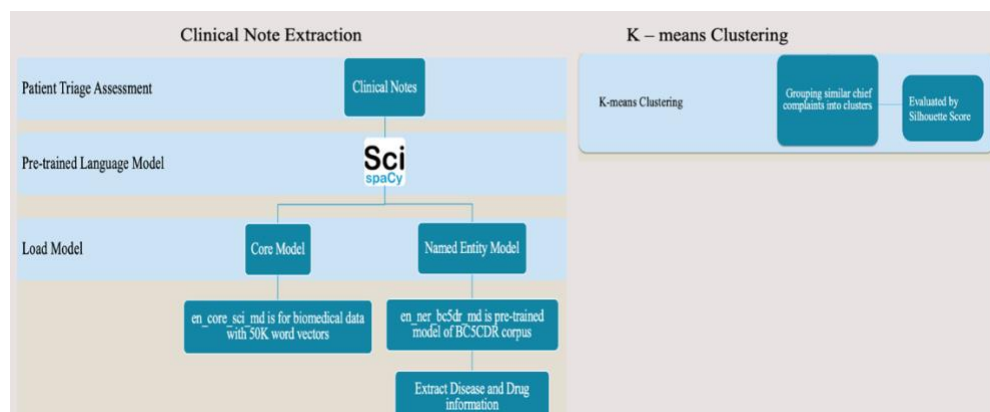 Clinical Note Extraction
K – means Clustering
Patient Triage Assessment
Clinical Notes
K-means Clustering
Grouping similar chief
complaints into clusters
Evaluated by
Silhouette Score
Pre-trained Language Model
Sci
spaCy
Load Model
Core Model
Named Entity Model
en_core_sci_md is for biomedical data
with 50K word vectors
en_ner_bc5dr_md is pre-trained
model of BC5CDR corpus
Extract Disease and Drug
information